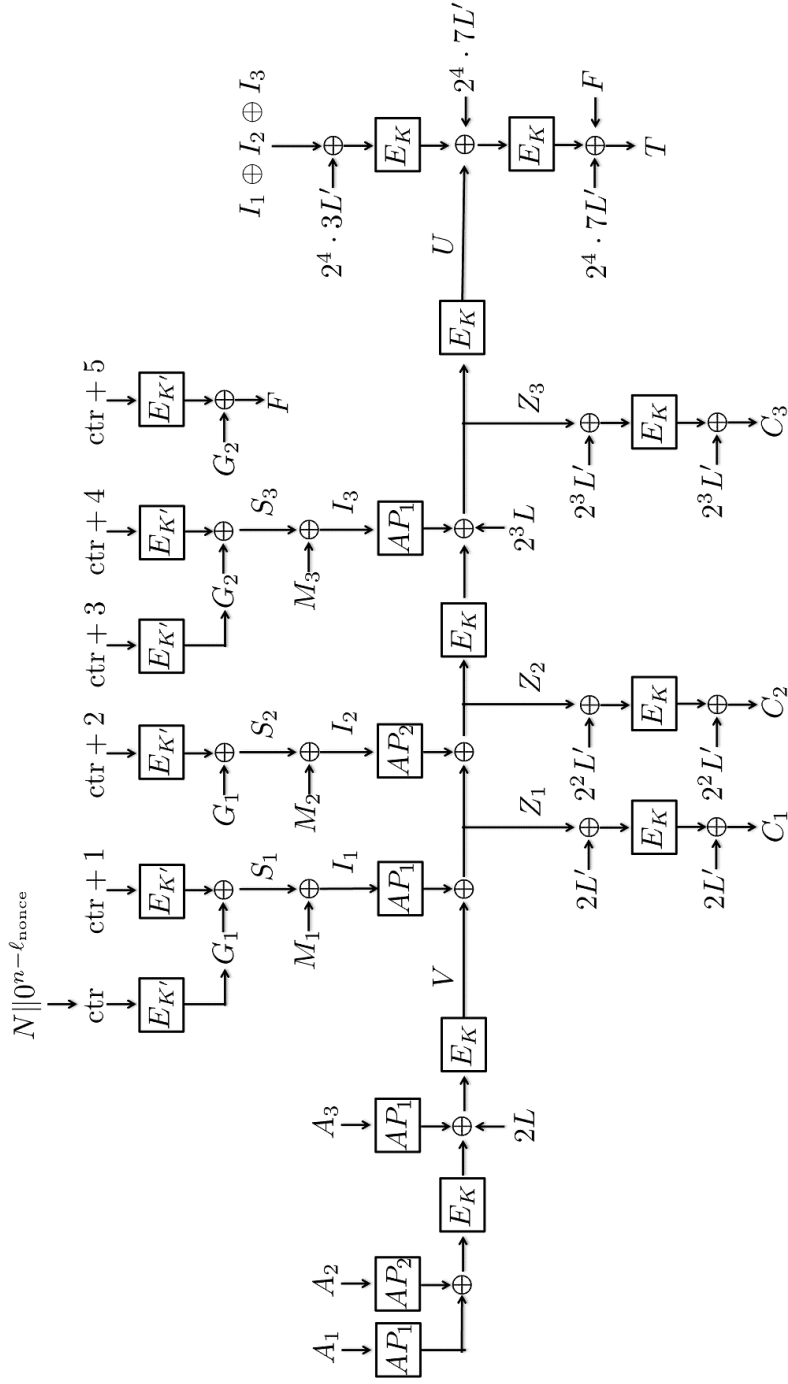 N∥0^{n−ℓ_nonce}
ctr ctr + 1 ctr + 2 ctr + 3 ctr + 4 ctr + 5
E_{K'} E_{K'} E_{K'} E_{K'} E_{K'} E_{K'}
G_1 G_1 G_2 G_2
S_1 S_2 S_3 F
M_1 M_2 M_3
I_1 I_2 I_3
I_1 ⊕ I_2 ⊕ I_3
A_1 A_2 A_3
2^4 · 3L'
AP_1 AP_2 AP_1 AP_1 AP_2 AP_1 E_K
V U 2^4 · 7L'
E_K E_K E_K E_K E_K
2L 2^3L
Z_1 Z_2 Z_3
2L' 2^2L' 2^3L' 2^4 · 7L' F
E_K E_K E_K T
2L' 2^2L' 2^3L'
C_1 C_2 C_3